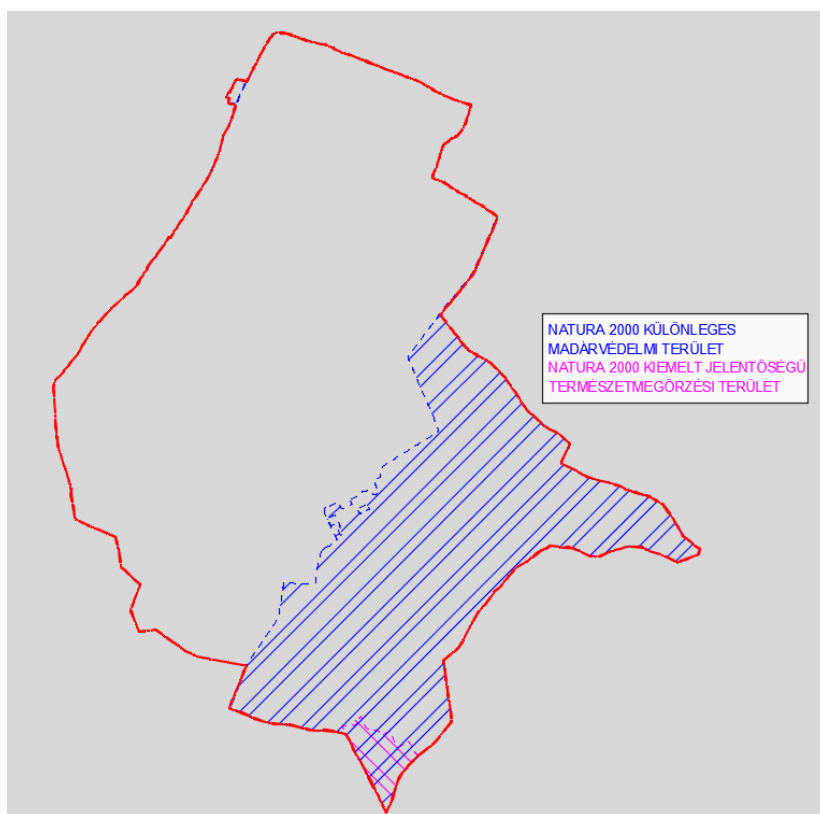 NATURA 2000 KÜLÖNLEGES
MADÁRVÉDELMI TERÜLET
NATURA 2000 KIEMELT JELENTŐSÉGŰ
TERMÉSZETMEGŐRZÉSI TERÜLET